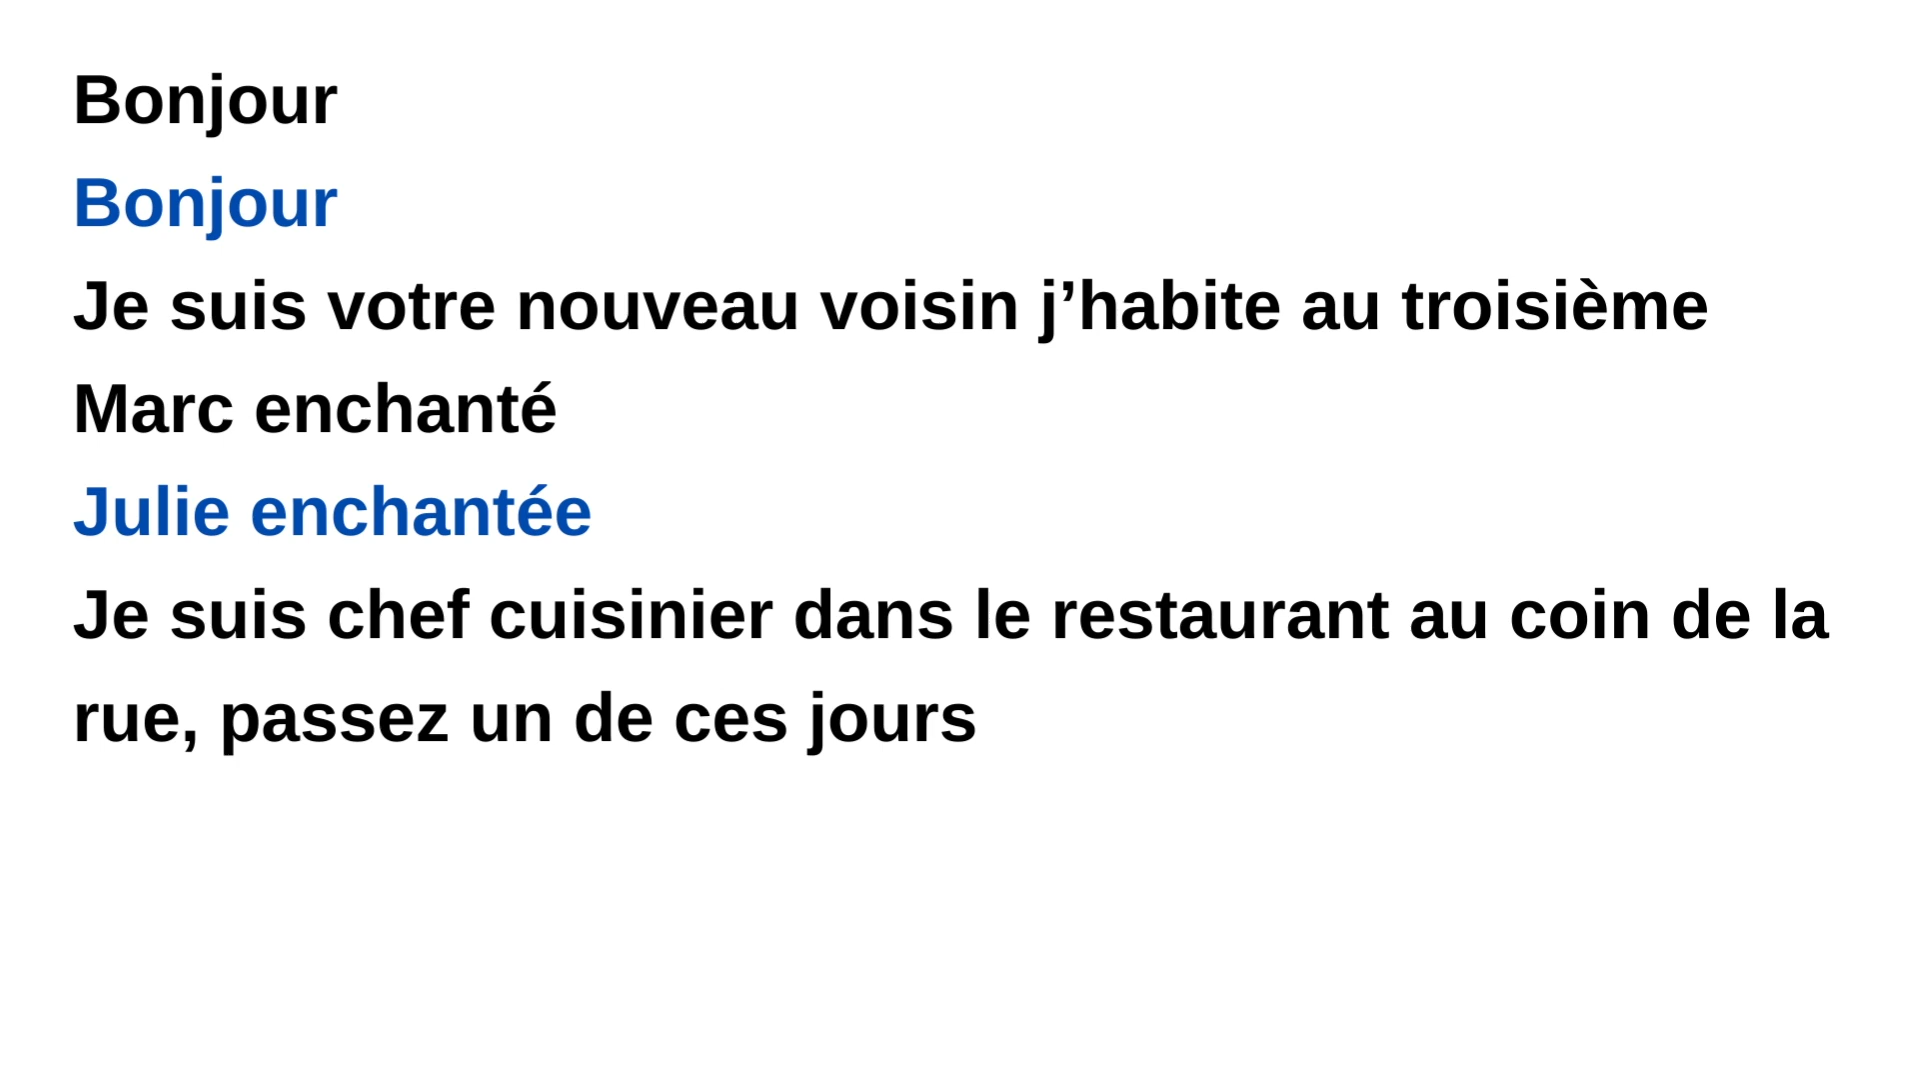 Bonjour
Bonjour
Je suis votre nouveau voisin j’habite au troisième
Marc enchanté
Julie enchantée
Je suis chef cuisinier dans le restaurant au coin de la
rue, passez un de ces jours